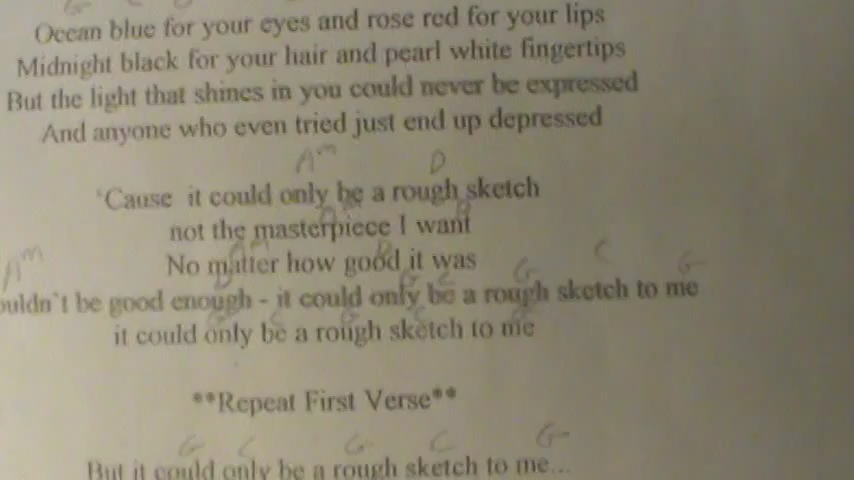 G
Ocean blue for your eyes and rose red for your lips
Midnight black for your hair and pearl white fingertips
But the light that shines in you could never be expressed
And anyone who even tried just end up depressed
Am D
'Cause it could only be a rough sketch
not the masterpiece I want
No matter how good it was
Am G C G
ouldn`t be good enough - it could only be a rough sketch to me
it could only be a rough sketch to me
**Repeat First Verse**
G C G C G
But it could only be a rough sketch to me...